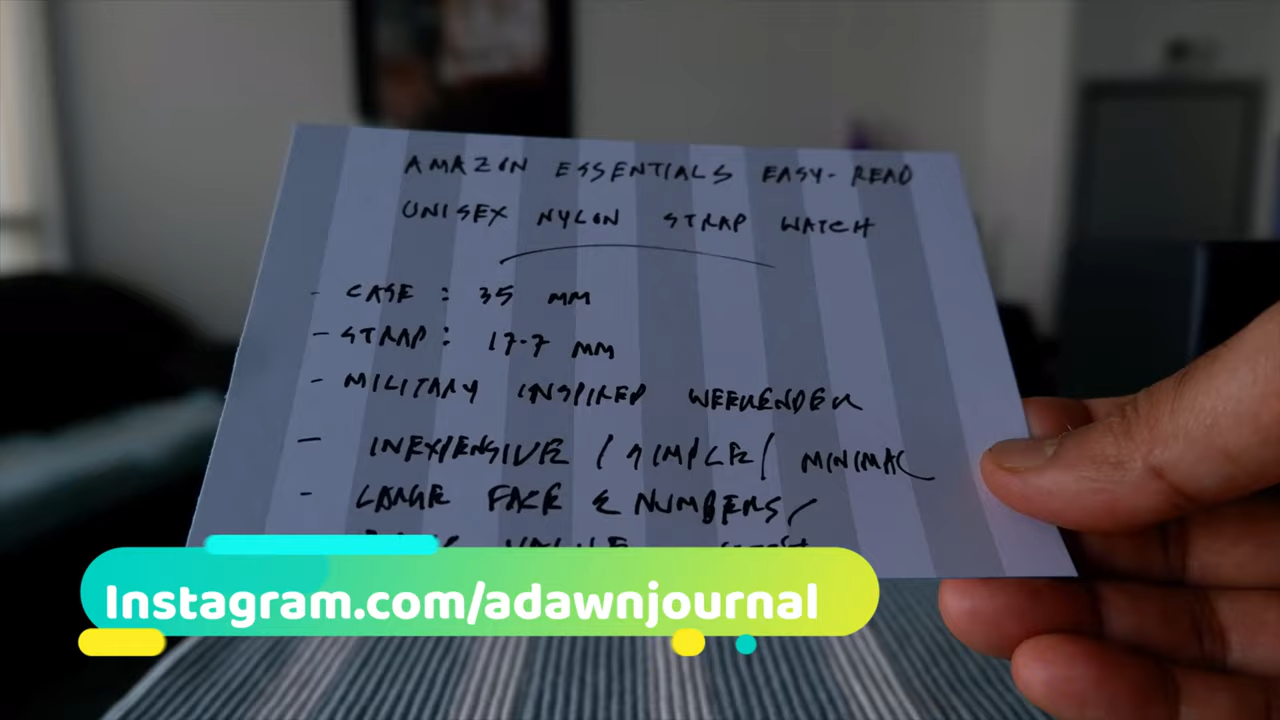 AMAZON ESSENTIALS EASY-READ
UNISEX NYLON STRAP WATCH
- CASE : 35 MM
- STRAP : 17.7 MM
- MILITARY INSPIRED WEEKENDER
- INEXPENSIVE / SIMPLE / MINIMAL
- LARGE FACE & NUMBERS /
VALUE
Instagram.com/adawnjournal